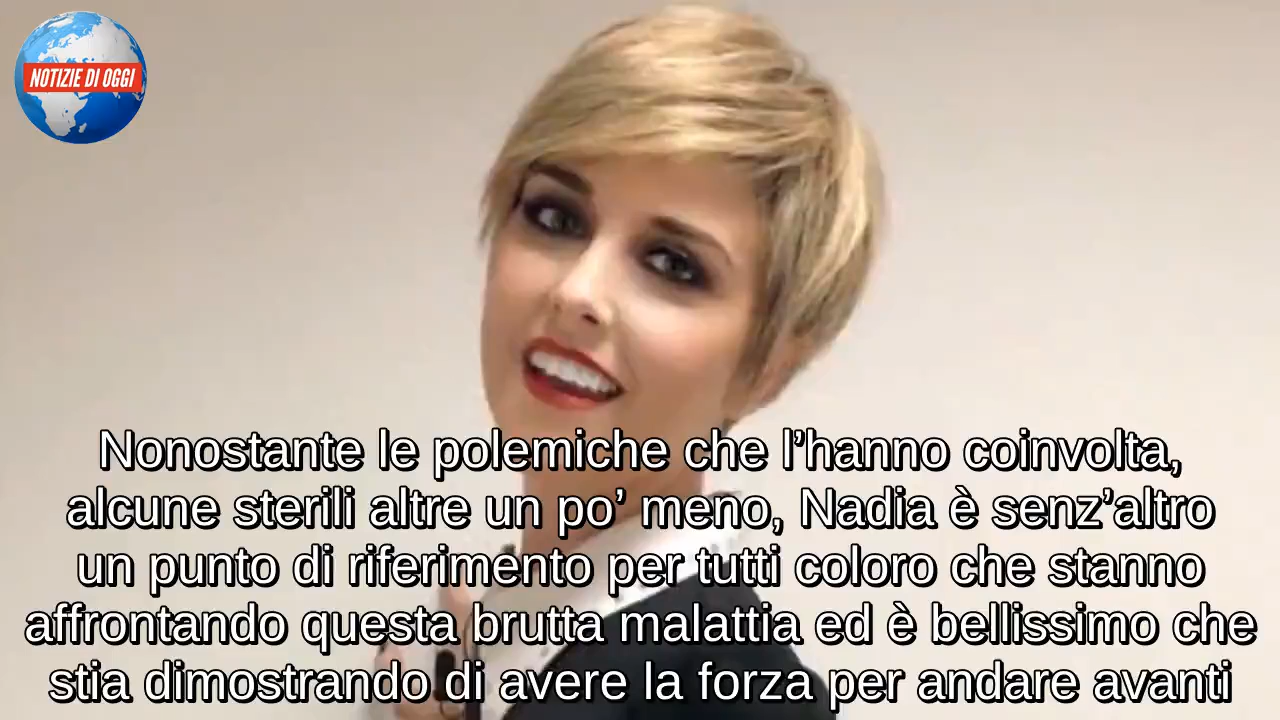 NOTIZIE DI OGGI
Nonostante le polemiche che l’hanno coinvolta,
alcune sterili altre un po’ meno, Nadia è senz’altro
un punto di riferimento per tutti coloro che stanno
affrontando questa brutta malattia ed è bellissimo che
stia dimostrando di avere la forza per andare avanti